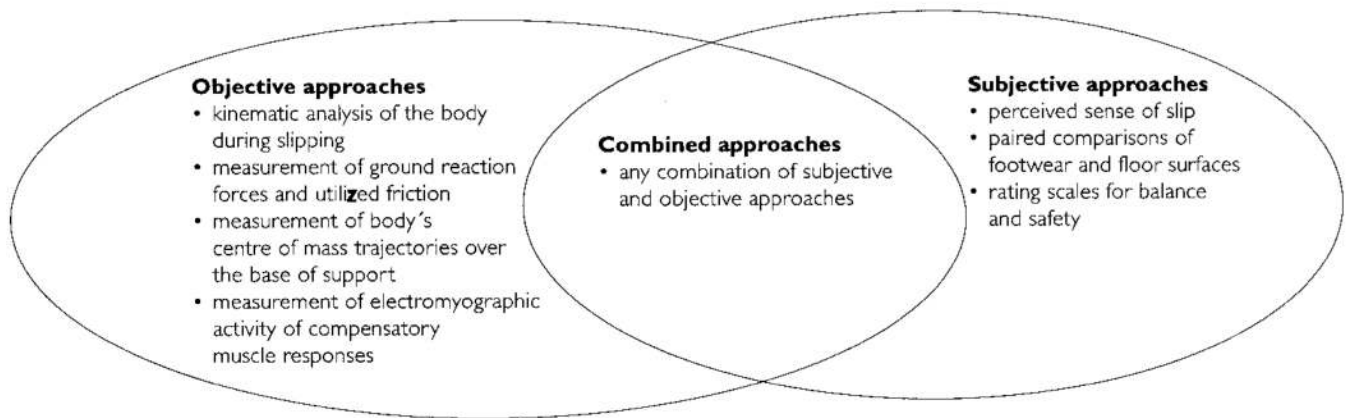 Objective approaches
• kinematic analysis of the body
during slipping
• measurement of ground reaction
forces and utilized friction
• measurement of body´s
centre of mass trajectories over
the base of support
• measurement of electromyographic
activity of compensatory
muscle responses
Combined approaches
• any combination of subjective
and objective approaches
Subjective approaches
• perceived sense of slip
• paired comparisons of
footwear and floor surfaces
• rating scales for balance
and safety